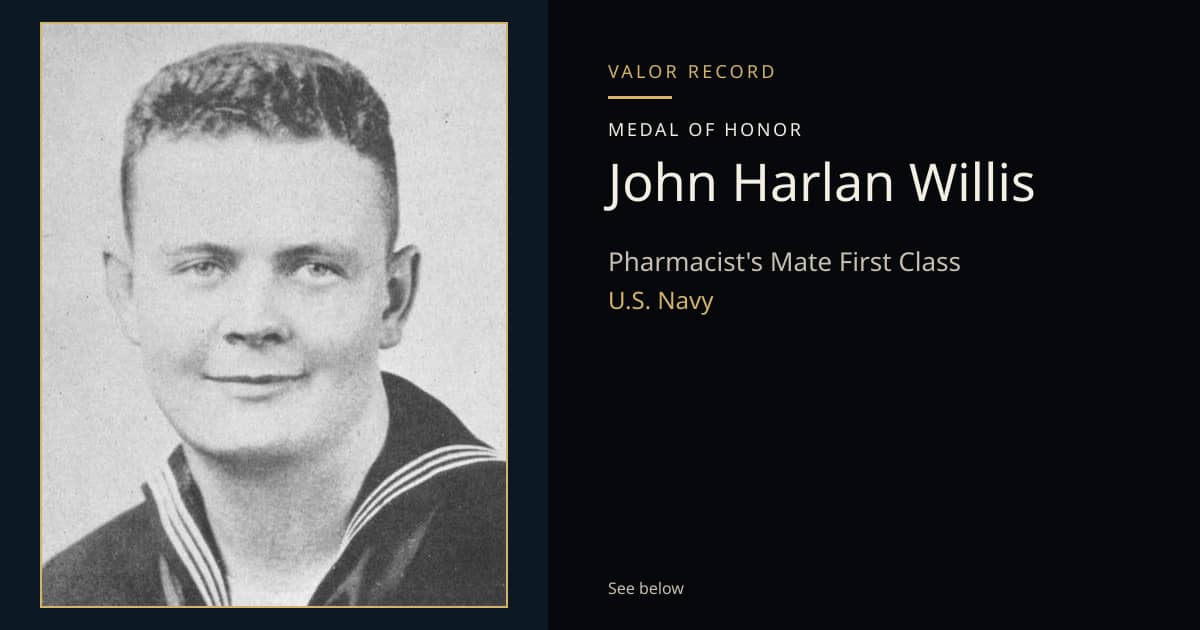 VALOR RECORD
MEDAL OF HONOR
John Harlan Willis
Pharmacist's Mate First Class
U.S. Navy
See below